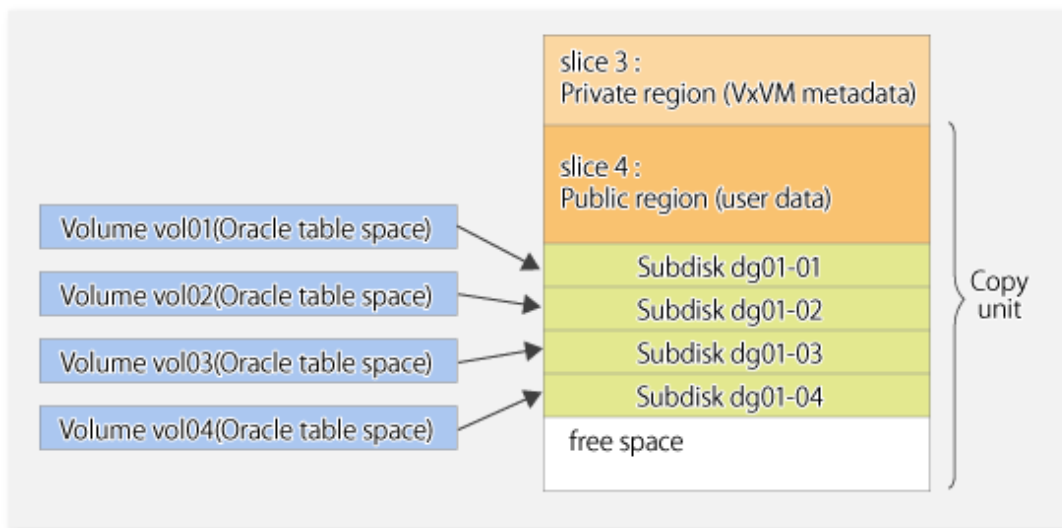 slice 3 :
Private region (VxVM metadata)
slice 4 :
Public region (user data)
Volume vol01(Oracle table space)
Volume vol02(Oracle table space)
Volume vol03(Oracle table space)
Volume vol04(Oracle table space)
Subdisk dg01-01
Subdisk dg01-02
Subdisk dg01-03
Subdisk dg01-04
free space
Copy
unit